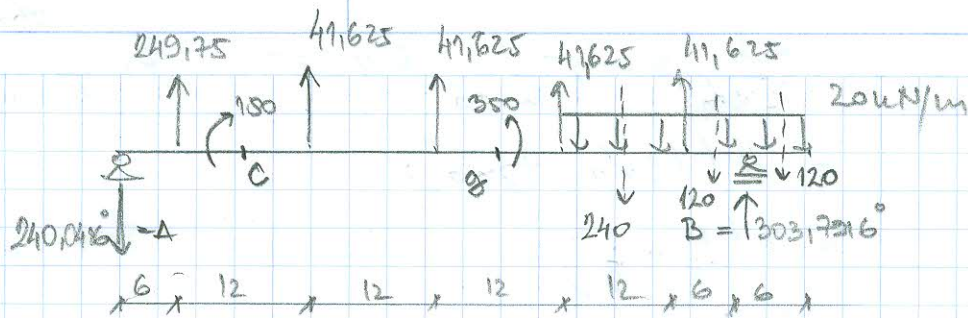 249,75 41,625 41,625 41,625 41,625
180 350 20kN/m
C g
120 120
240,0416° = A 240 B = 303,7916°
6 12 12 12 12 6 6